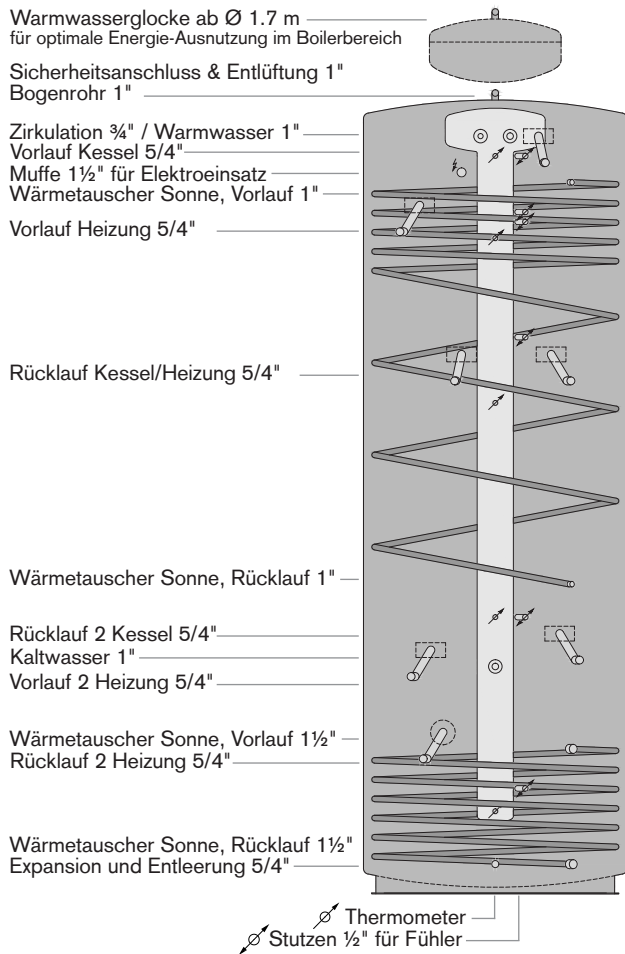 Warmwasserglocke ab Ø 1.7 m
für optimale Energie-Ausnutzung im Boilerbereich
Sicherheitsanschluss & Entlüftung 1"
Bogenrohr 1"
Zirkulation ¾" / Warmwasser 1"
Vorlauf Kessel 5/4"
Muffe 1½" für Elektroeinsatz
Wärmetauscher Sonne, Vorlauf 1"
Vorlauf Heizung 5/4"
Rücklauf Kessel/Heizung 5/4"
Wärmetauscher Sonne, Rücklauf 1"
Rücklauf 2 Kessel 5/4"
Kaltwasser 1"
Vorlauf 2 Heizung 5/4"
Wärmetauscher Sonne, Vorlauf 1½"
Rücklauf 2 Heizung 5/4"
Wärmetauscher Sonne, Rücklauf 1½"
Expansion und Entleerung 5/4"
Thermometer
Stutzen ½" für Fühler